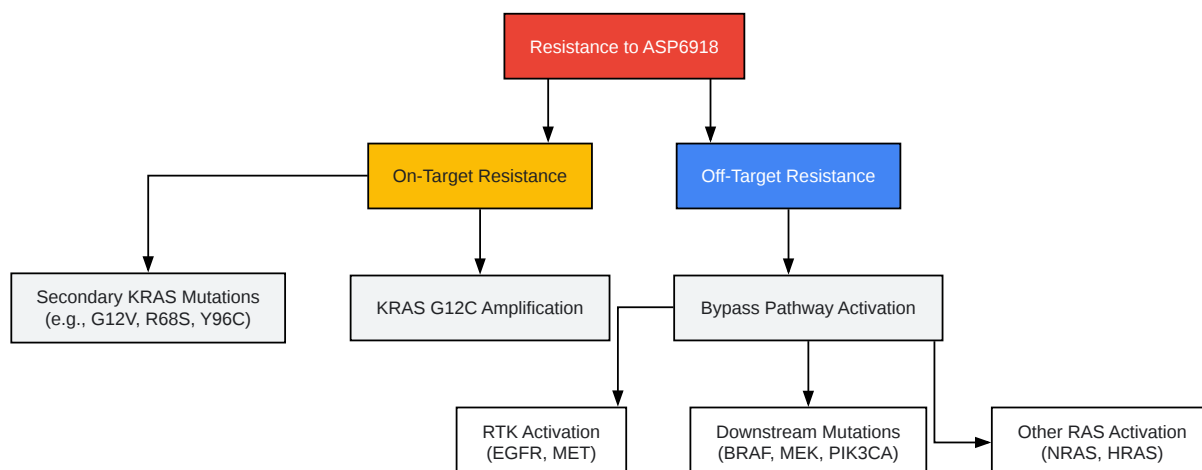 Resistance to ASP6918
On-Target Resistance
Off-Target Resistance
Secondary KRAS Mutations
(e.g., G12V, R68S, Y96C)
KRAS G12C Amplification
Bypass Pathway Activation
RTK Activation
(EGFR, MET)
Downstream Mutations
(BRAF, MEK, PIK3CA)
Other RAS Activation
(NRAS, HRAS)